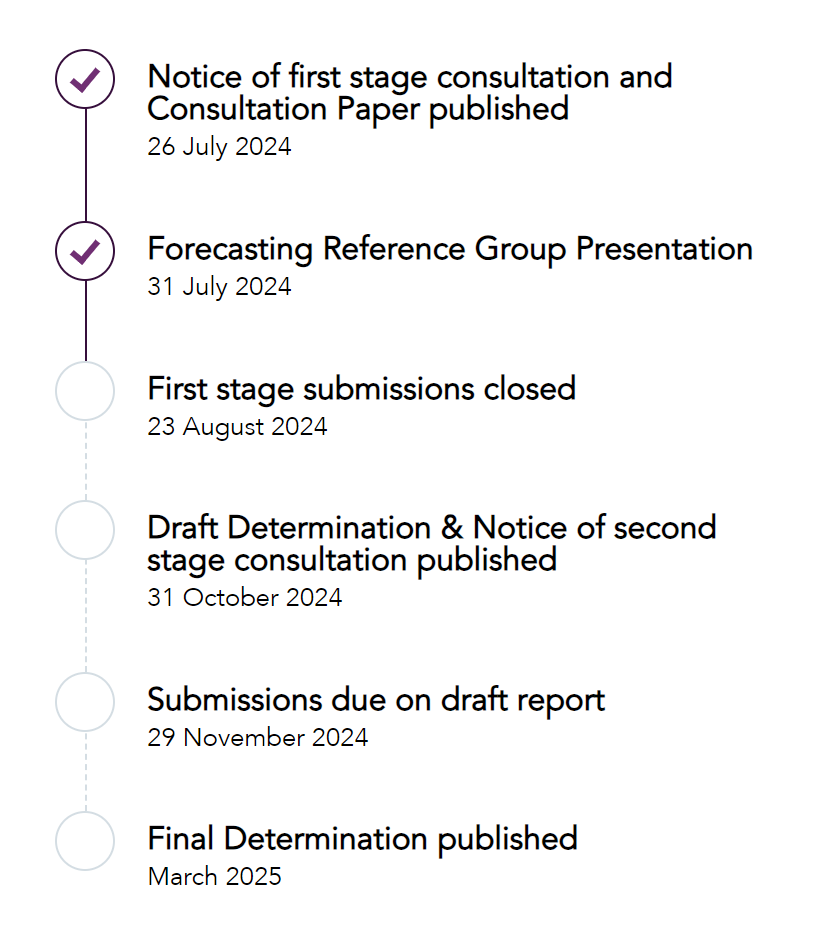 Notice of first stage consultation and
Consultation Paper published
26 July 2024
Forecasting Reference Group Presentation
31 July 2024
First stage submissions closed
23 August 2024
Draft Determination & Notice of second
stage consultation published
31 October 2024
Submissions due on draft report
29 November 2024
Final Determination published
March 2025